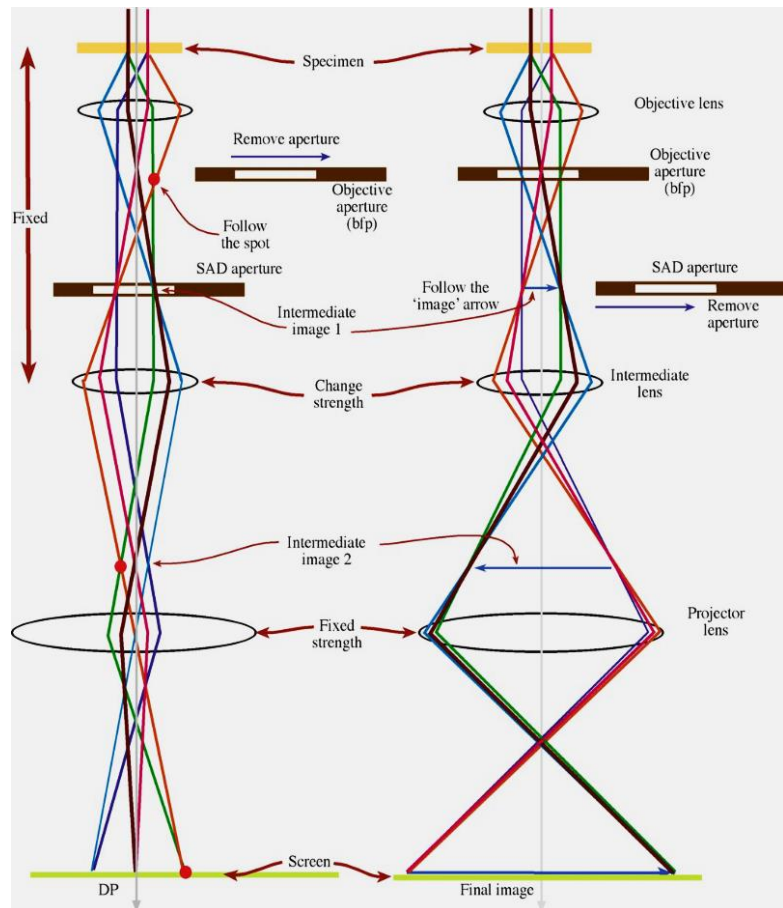 Specimen
Objective lens
Remove aperture
Objective
aperture
(bfp)
Objective
aperture (bfp)
Fixed
Follow
the spot
SAD aperture
Follow the
'image' arrow
SAD aperture
Intermediate
image 1
Remove
aperture
Change
strength
Intermediate
lens
Intermediate
image 2
Fixed
strength
Projector
lens
Screen
DP
Final image